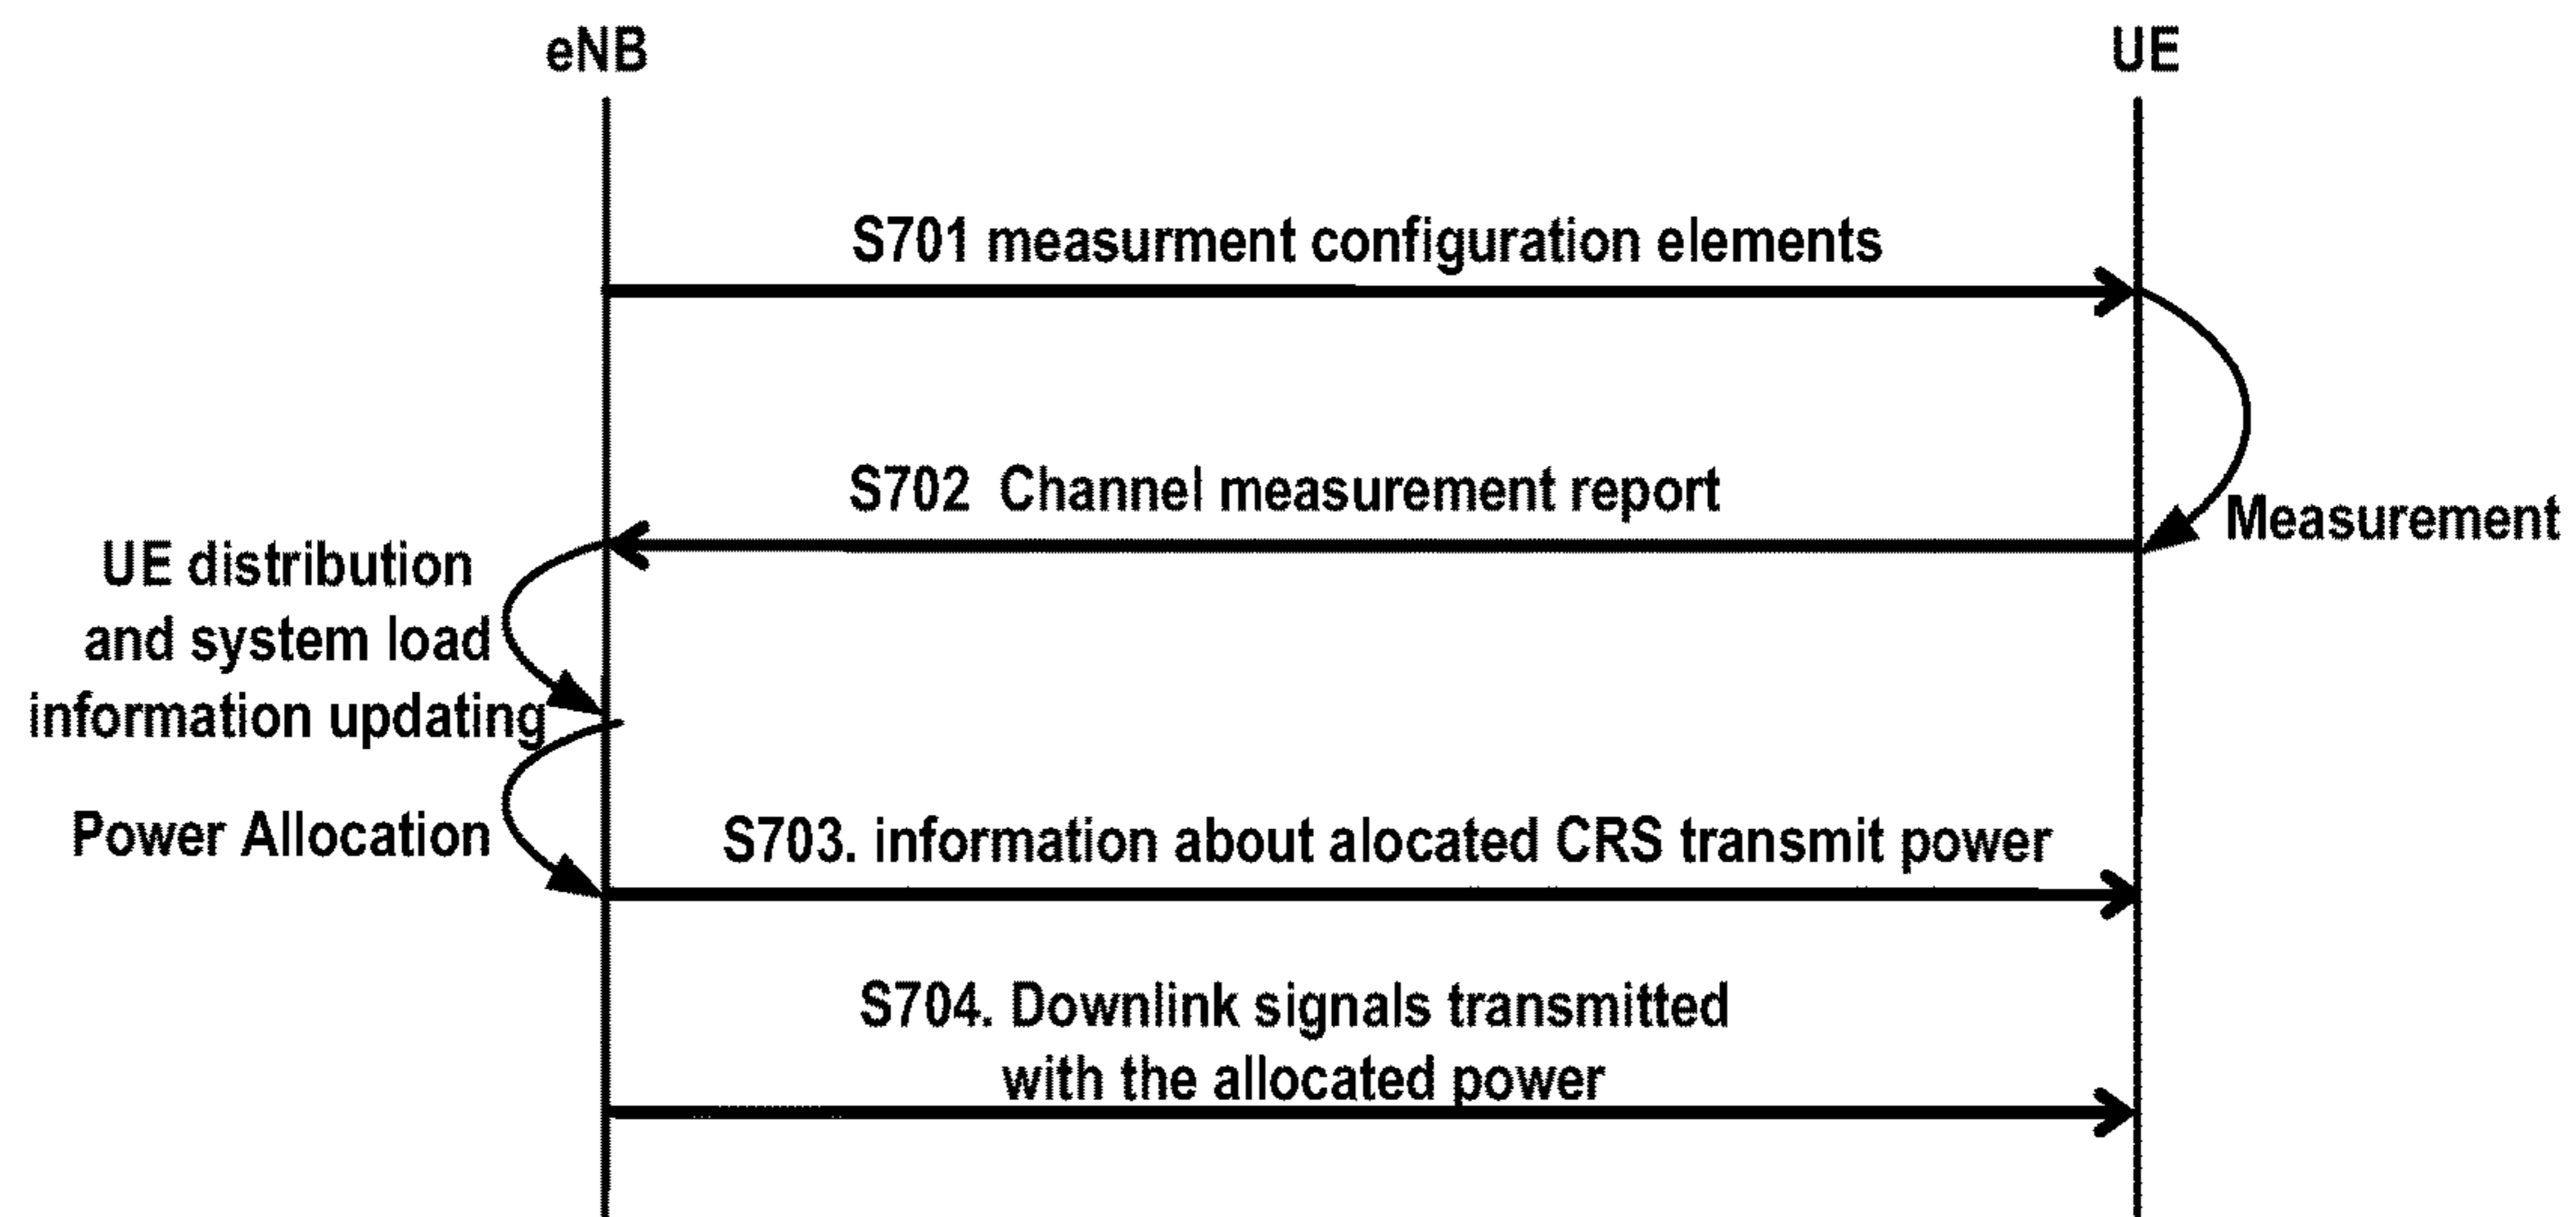 eNB
UE
S701 measurment configuration elements
S702 Channel measurement report
Measurement
UE distribution
and system load
information updating
Power Allocation
S703. information about alocated CRS transmit power
S704. Downlink signals transmitted
with the allocated power